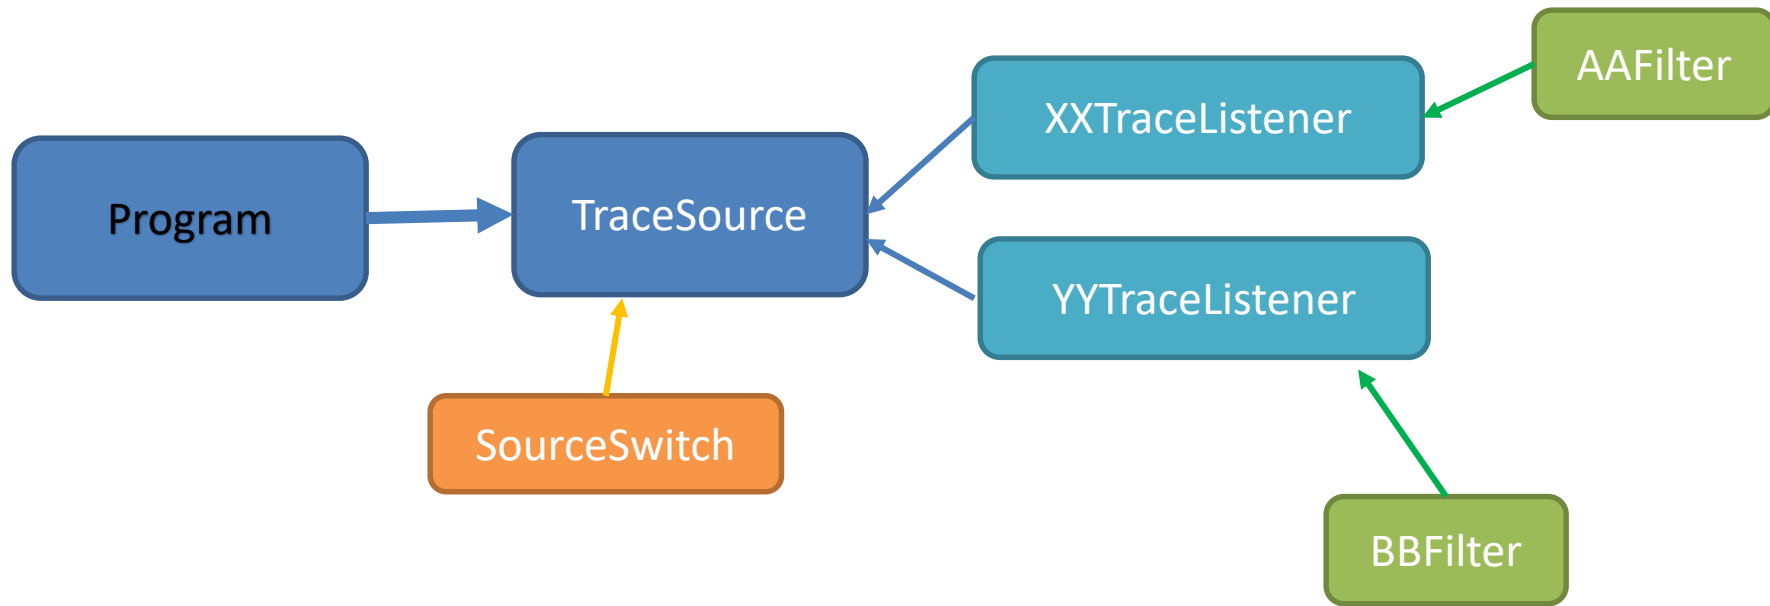 AAFilter
XXTraceListener
Program
TraceSource
YYTraceListener
SourceSwitch
BBFilter